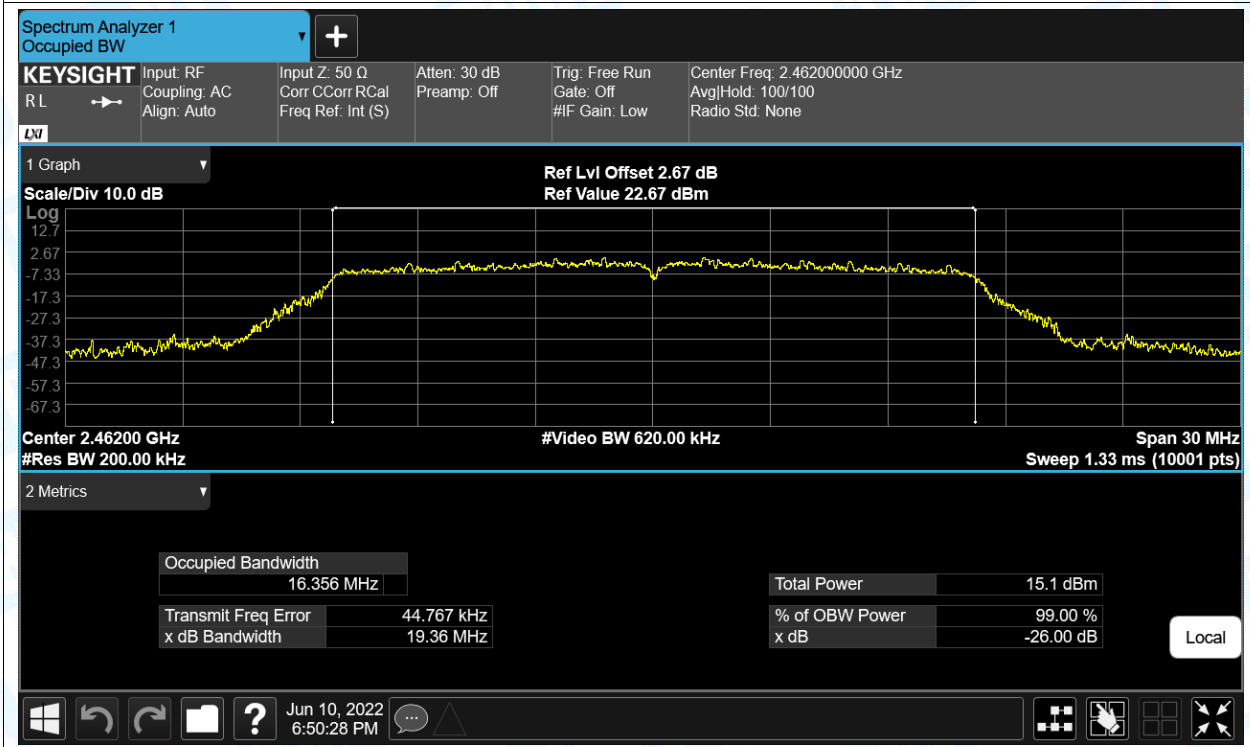 Spectrum Analyzer 1
Occupied BW
KEYSIGHT
R L
LXI
Input: RF
Coupling: AC
Align: Auto
Input Z: 50 Ω
Corr CCorr RCal
Freq Ref: Int (S)
Atten: 30 dB
Preamp: Off
Trig: Free Run
Gate: Off
#IF Gain: Low
Center Freq: 2.462000000 GHz
Avg|Hold: 100/100
Radio Std: None
1 Graph
Scale/Div 10.0 dB
Ref Lvl Offset 2.67 dB
Ref Value 22.67 dBm
Log
12.7
2.67
-7.33
-17.3
-27.3
-37.3
-47.3
-57.3
-67.3
Center 2.46200 GHz
#Video BW 620.00 kHz
Span 30 MHz
#Res BW 200.00 kHz
Sweep 1.33 ms (10001 pts)
2 Metrics
Occupied Bandwidth
16.356 MHz
Total Power 15.1 dBm
Transmit Freq Error 44.767 kHz
% of OBW Power 99.00 %
x dB Bandwidth 19.36 MHz
x dB -26.00 dB
Local
?
Jun 10, 2022
6:50:28 PM